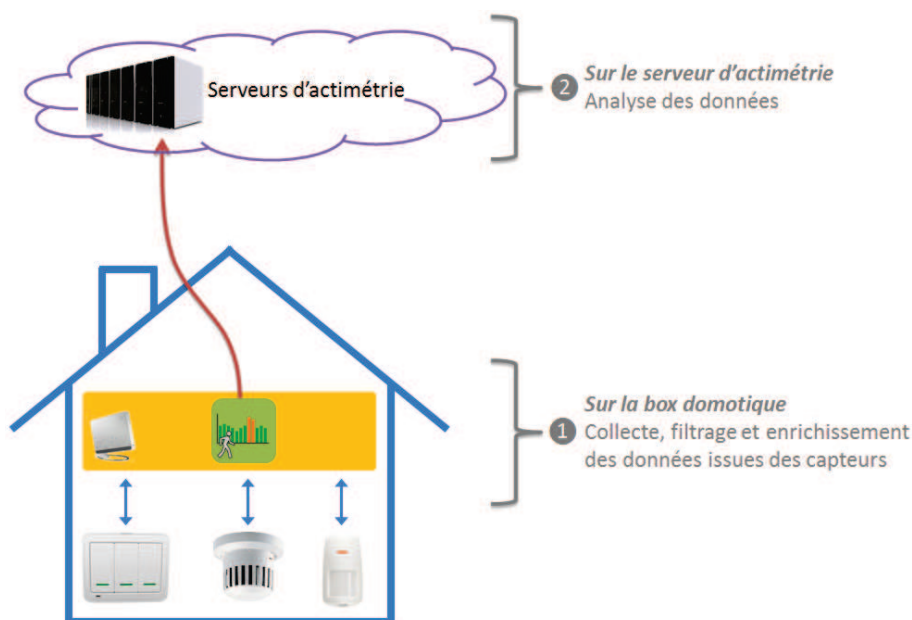 Serveurs d'actimétrie
2 Sur le serveur d'actimétrie
Analyse des données
Sur la box domotique
1 Collecte, filtrage et enrichissement
des données issues des capteurs